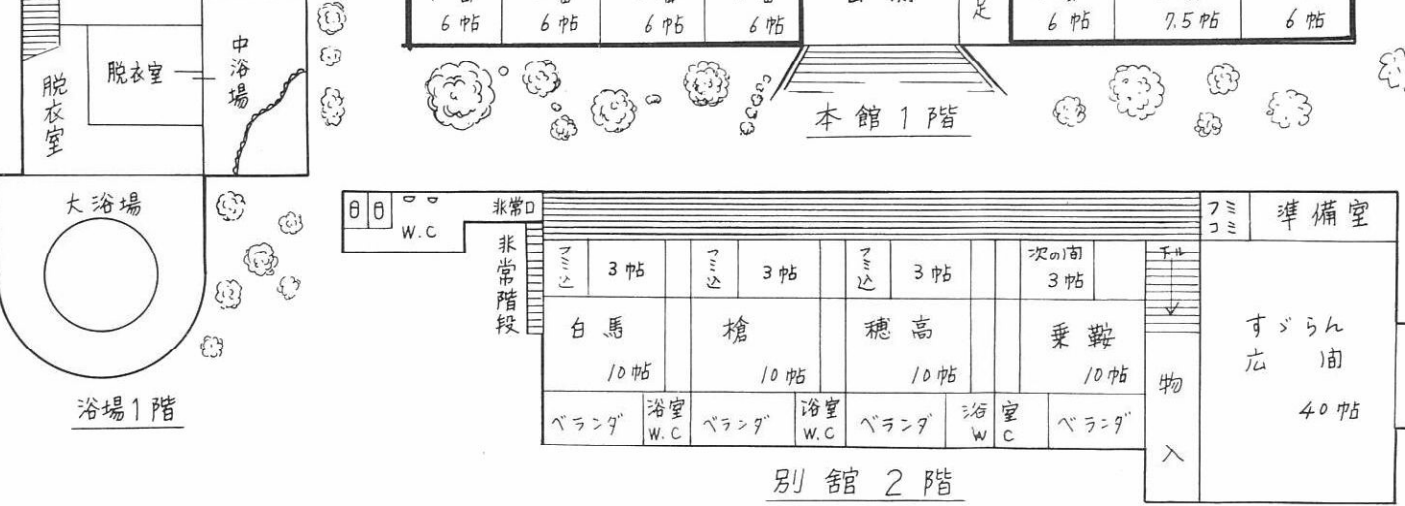 6帖
6帖
6帖
6帖
足
6帖
7.5帖
6帖
脱衣室
脱衣室
中浴場
本館1階
大浴場
浴場1階
W.C
非常口
非常階段
フミコミ
準備室
フミ込
3帖
フミ込
3帖
フミ込
3帖
次の間
3帖
下ル
白馬
10帖
槍
10帖
穂高
10帖
乗鞍
10帖
物入
すゞらん
広間
40帖
ベランダ
浴室
W.C
ベランダ
浴室
W.C
ベランダ
浴室
W C
ベランダ
別舘2階